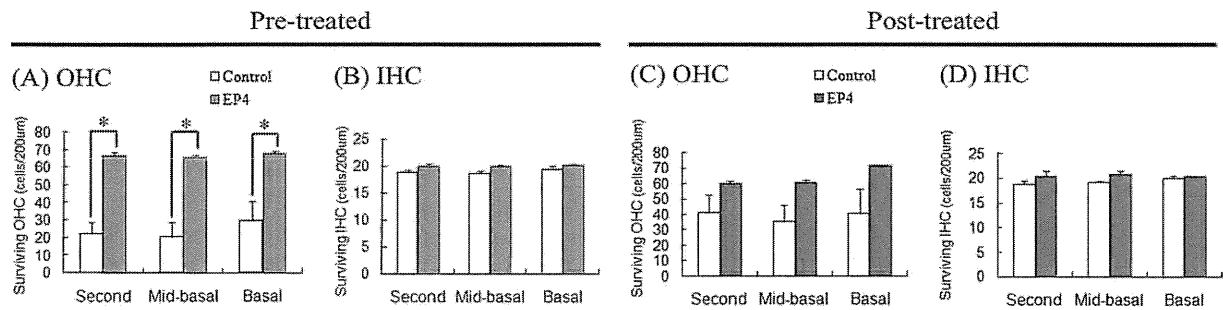 Pre-treated
Post-treated
(A) OHC
Control
EP4
Surviving OHC (cells/200um)
80
70
60
50
40
30
20
10
0
* * *
Second Mid-basal Basal
(B) IHC
Surviving IHC (cells/200um)
25
20
15
10
5
0
Second Mid-basal Basal
(C) OHC
Control
EP4
Surviving OHC (cells/200um)
80
70
60
50
40
30
20
10
0
Second Mid-basal Basal
(D) IHC
Surviving IHC (cells/200um)
25
20
15
10
5
0
Second Mid-basal Basal